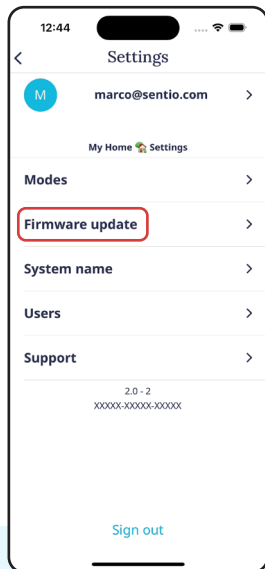 12:44
Settings
M
marco@sentio.com
My Home 🏡 Settings
Modes
Firmware update
System name
Users
Support
2.0 - 2
XXXXX-XXXXX-XXXXX
Sign out